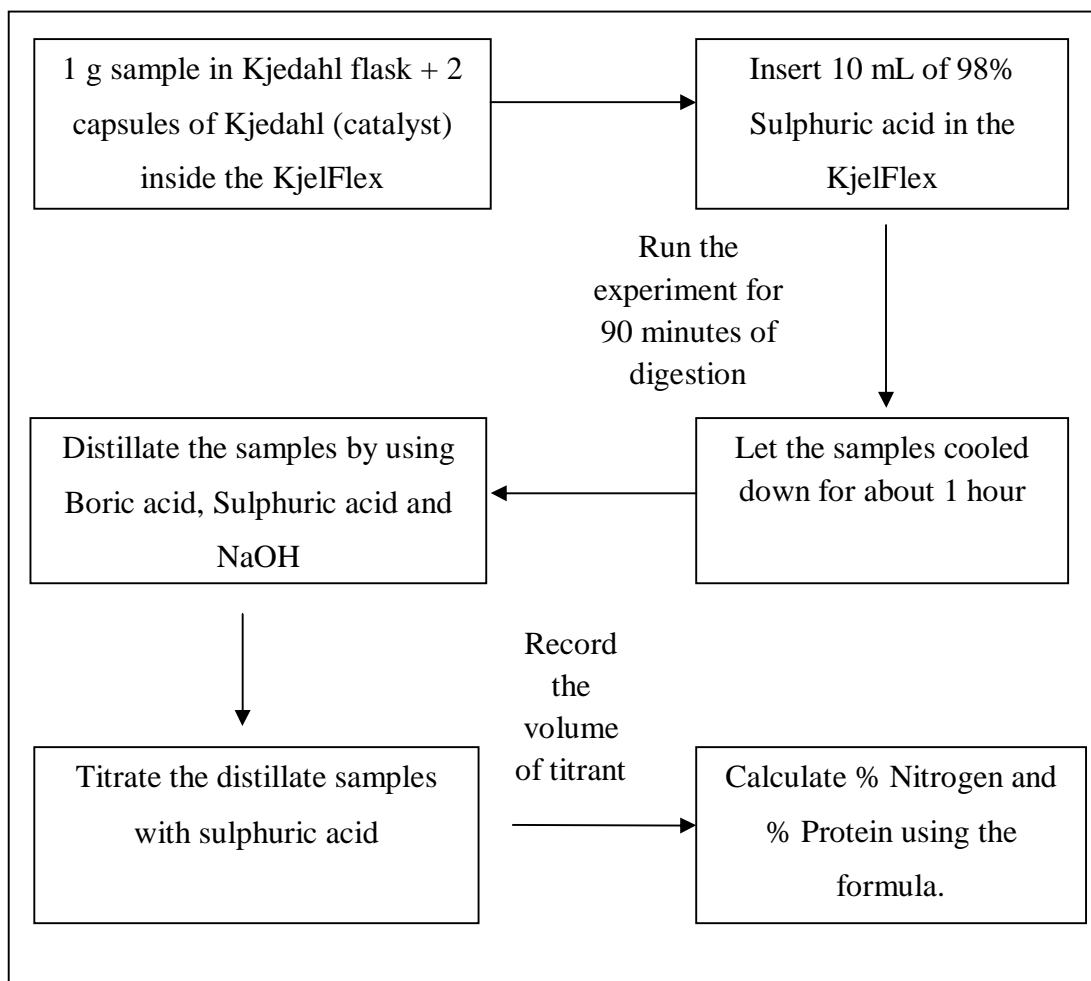 1 g sample in Kjedahl flask + 2
capsules of Kjedahl (catalyst)
inside the KjelFlex
Insert 10 mL of 98%
Sulphuric acid in the
KjelFlex
Run the
experiment for
90 minutes of
digestion
Let the samples cooled
down for about 1 hour
Distillate the samples by using
Boric acid, Sulphuric acid and
NaOH
Titrate the distillate samples
with sulphuric acid
Record
the
volume
of titrant
Calculate % Nitrogen and
% Protein using the
formula.